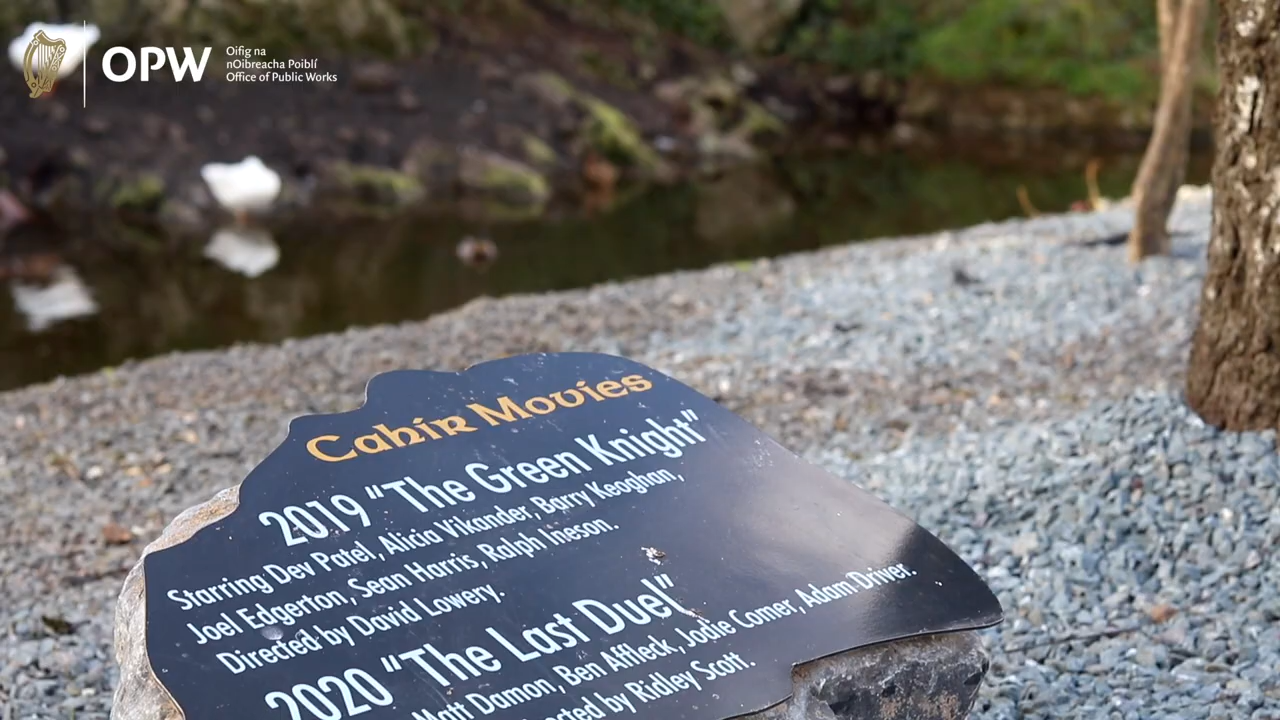 OPW
Oifig na
nOibreacha Poiblí
Office of Public Works
Cahir Movies
2019 “The Green Knight”
Starring Dev Patel, Alicia Vikander, Barry Keoghan,
Joel Edgerton, Sean Harris, Ralph Ineson.
Directed by David Lowery.
2020 “The Last Duel”
Matt Damon, Ben Affleck, Jodie Comer, Adam Driver.
by Ridley Scott.